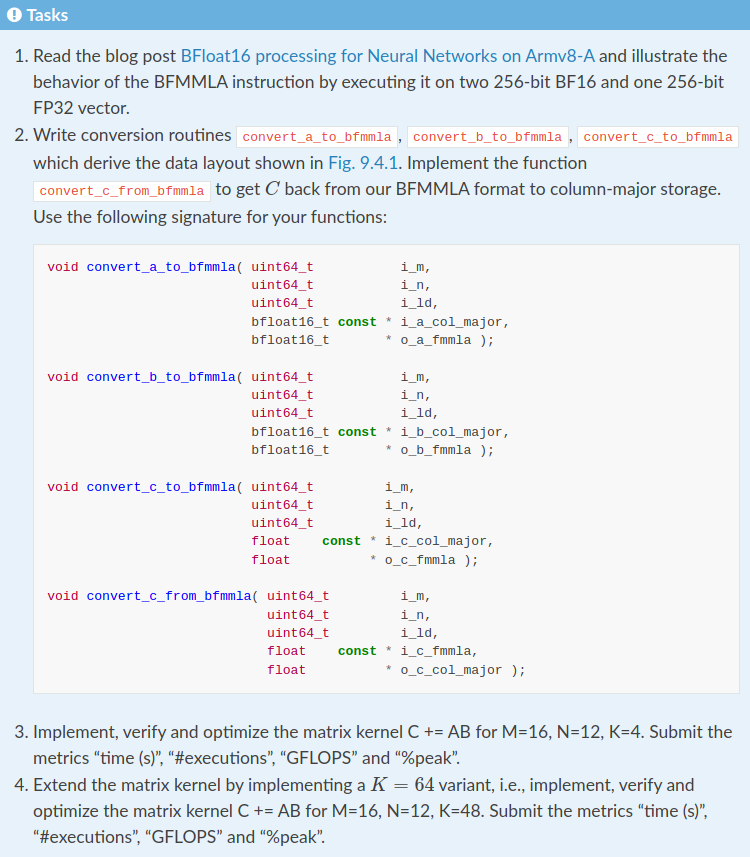 Tasks
1. Read the blog post BFloat16 processing for Neural Networks on Armv8-A and illustrate the
behavior of the BFMMLA instruction by executing it on two 256-bit BF16 and one 256-bit
FP32 vector.
2. Write conversion routines convert_a_to_bfmmla , convert_b_to_bfmmla , convert_c_to_bfmmla
which derive the data layout shown in Fig. 9.4.1. Implement the function
convert_c_from_bfmmla to get C back from our BFMMLA format to column-major storage.
Use the following signature for your functions:
void convert_a_to_bfmmla( uint64_t i_m,
uint64_t i_n,
uint64_t i_ld,
bfloat16_t const * i_a_col_major,
bfloat16_t * o_a_fmmla );
void convert_b_to_bfmmla( uint64_t i_m,
uint64_t i_n,
uint64_t i_ld,
bfloat16_t const * i_b_col_major,
bfloat16_t * o_b_fmmla );
void convert_c_to_bfmmla( uint64_t i_m,
uint64_t i_n,
uint64_t i_ld,
float const * i_c_col_major,
float * o_c_fmmla );
void convert_c_from_bfmmla( uint64_t i_m,
uint64_t i_n,
uint64_t i_ld,
float const * i_c_fmmla,
float * o_c_col_major );
3. Implement, verify and optimize the matrix kernel C += AB for M=16, N=12, K=4. Submit the
metrics “time (s)”, “#executions”, “GFLOPS” and “%peak”.
4. Extend the matrix kernel by implementing a K = 64 variant, i.e., implement, verify and
optimize the matrix kernel C += AB for M=16, N=12, K=48. Submit the metrics “time (s)”,
“#executions”, “GFLOPS” and “%peak”.